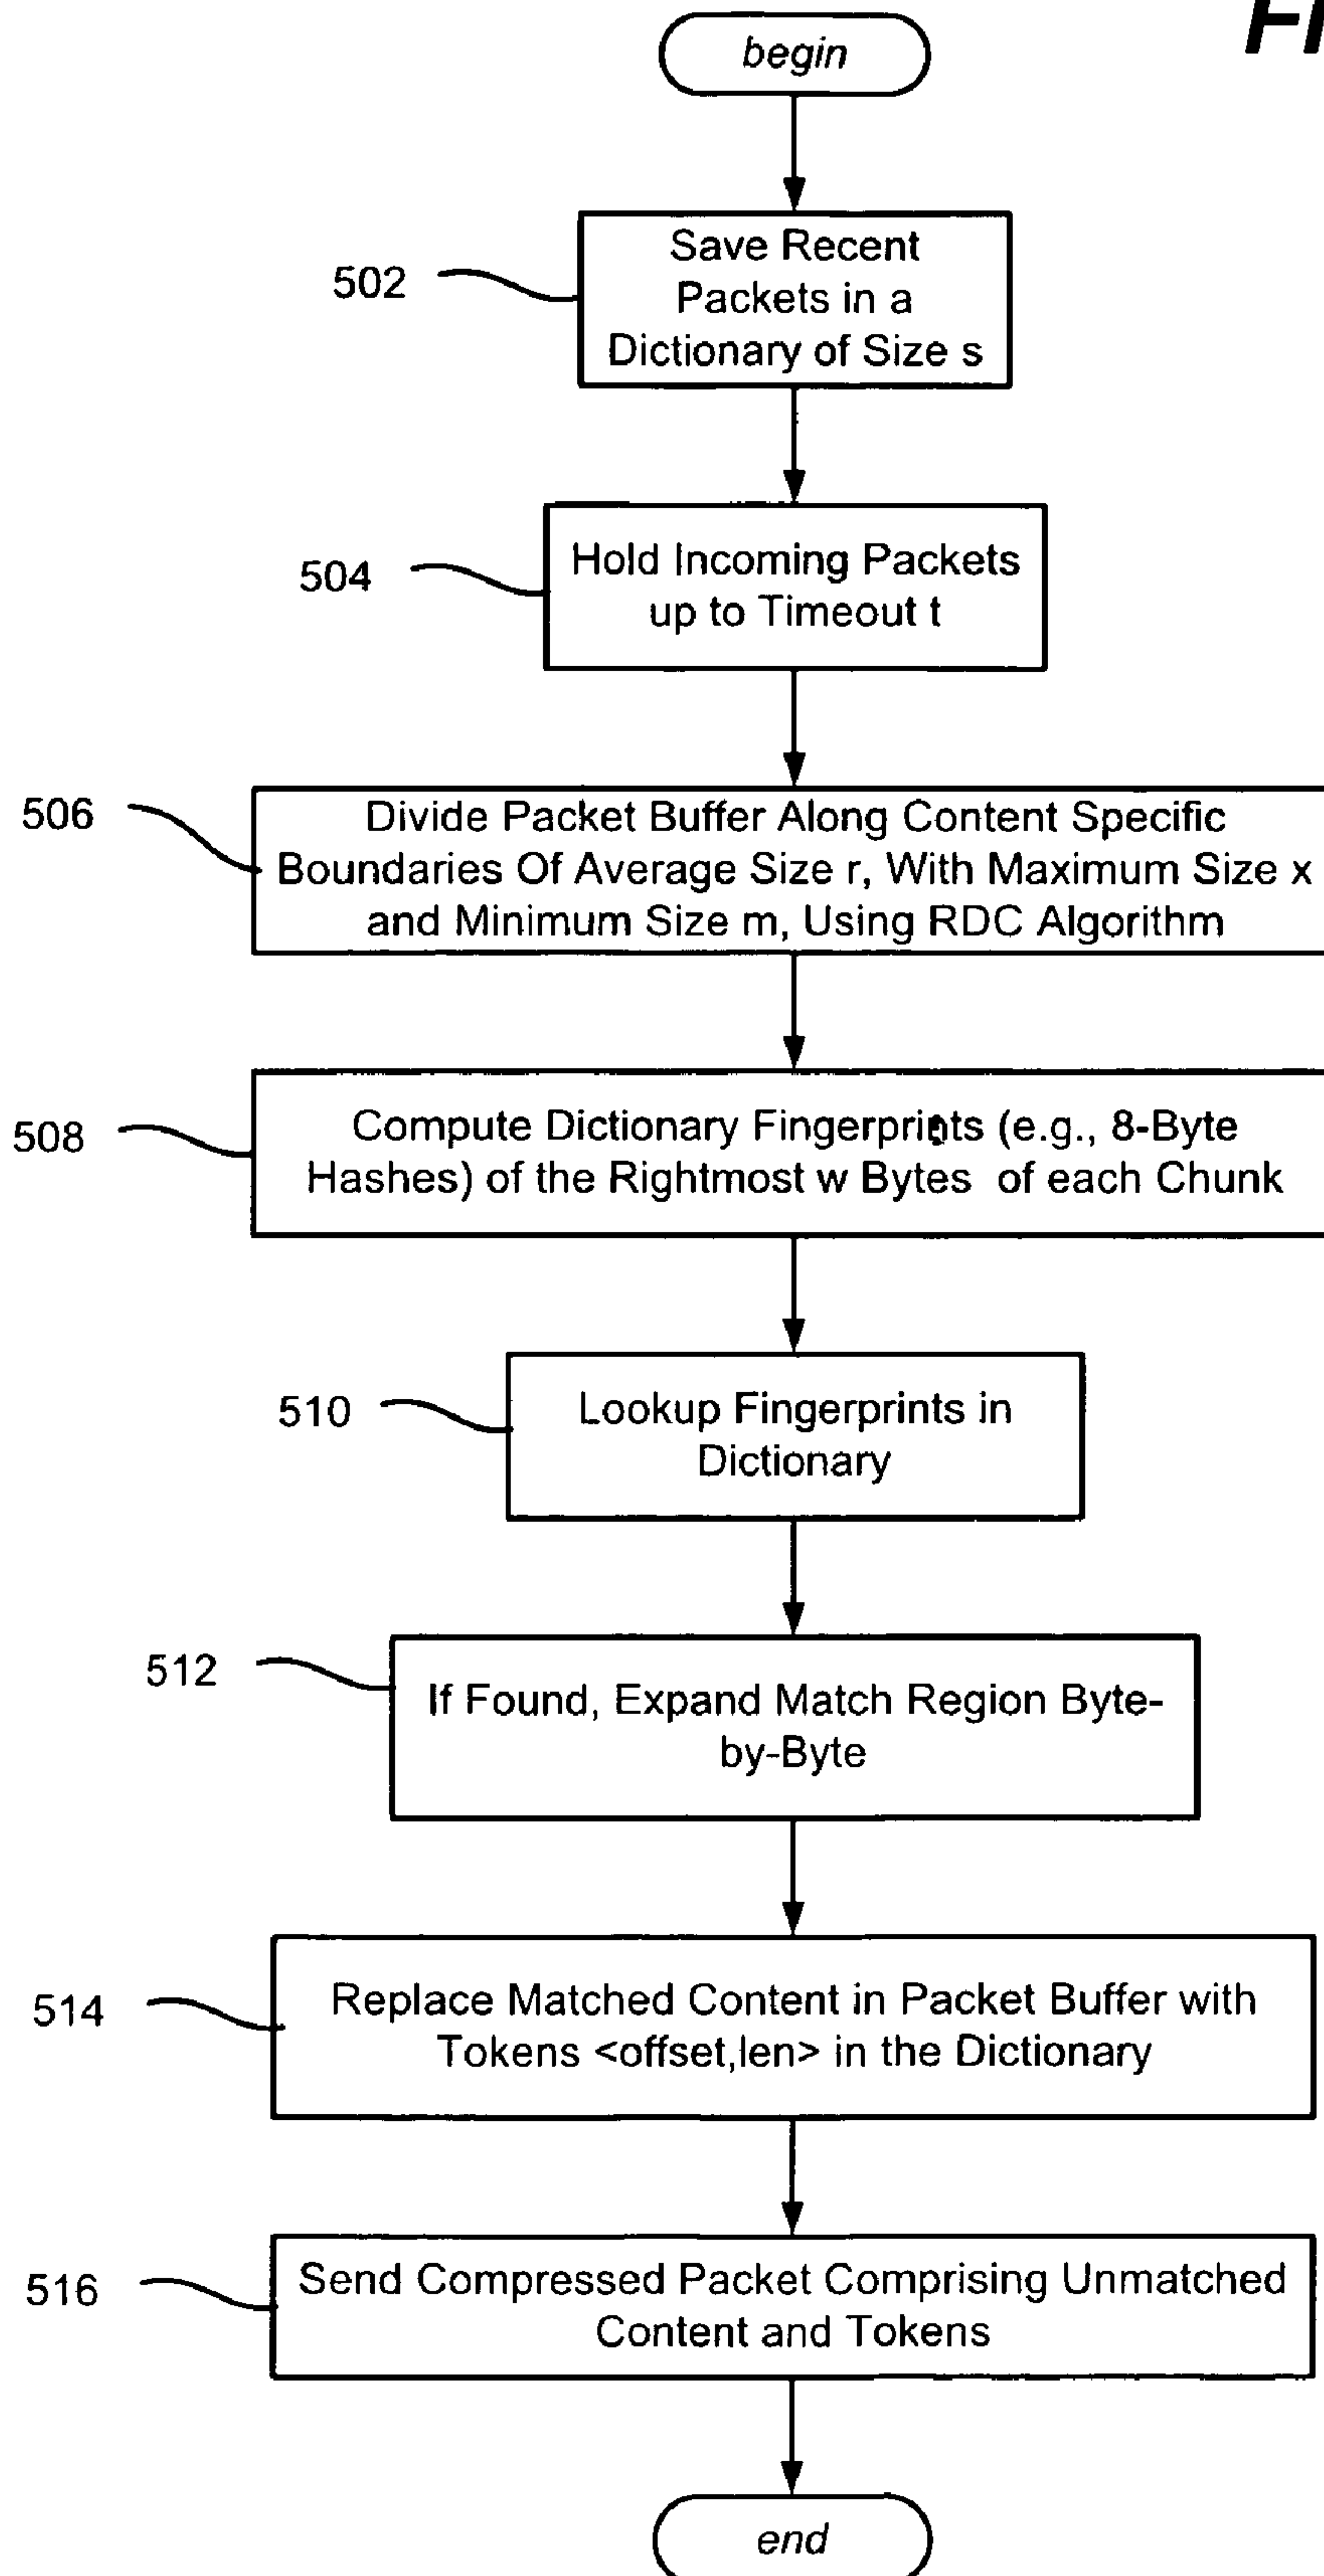 begin
502
Save Recent
Packets in a
Dictionary of Size s
504
Hold Incoming Packets
up to Timeout t
506
Divide Packet Buffer Along Content Specific
Boundaries Of Average Size r, With Maximum Size x
and Minimum Size m, Using RDC Algorithm
508
Compute Dictionary Fingerprints (e.g., 8-Byte
Hashes) of the Rightmost w Bytes of each Chunk
510
Lookup Fingerprints in
Dictionary
512
If Found, Expand Match Region Byte-
by-Byte
514
Replace Matched Content in Packet Buffer with
Tokens <offset,len> in the Dictionary
516
Send Compressed Packet Comprising Unmatched
Content and Tokens
end